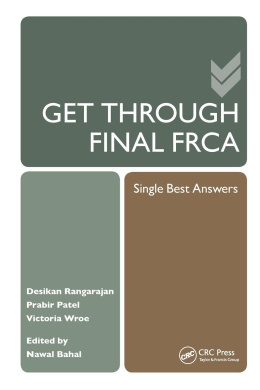 GET THROUGH
FINAL FRCA
Single Best Answers
Desikan Rangarajan
Prabir Patel
Victoria Wroe
Edited by
Nawal Bahal
CRC
CRC Press
Taylor & Francis Group